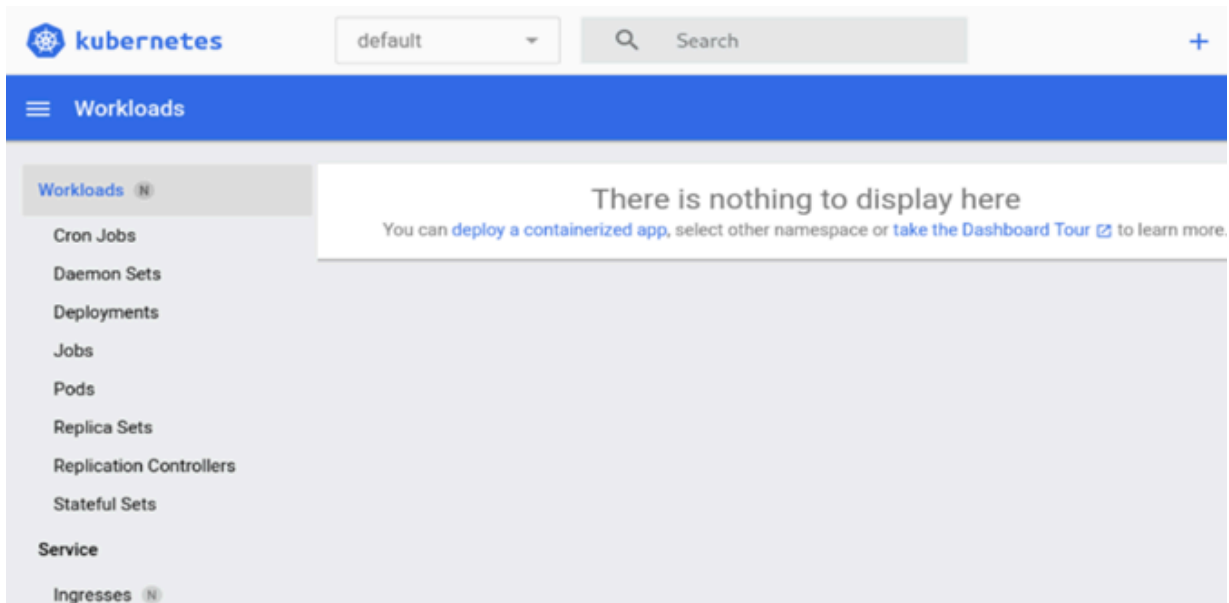 kubernetes
default
Search
Workloads
Workloads N
Cron Jobs
Daemon Sets
Deployments
Jobs
Pods
Replica Sets
Replication Controllers
Stateful Sets
Service
Ingresses N
There is nothing to display here
You can deploy a containerized app, select other namespace or take the Dashboard Tour to learn more.